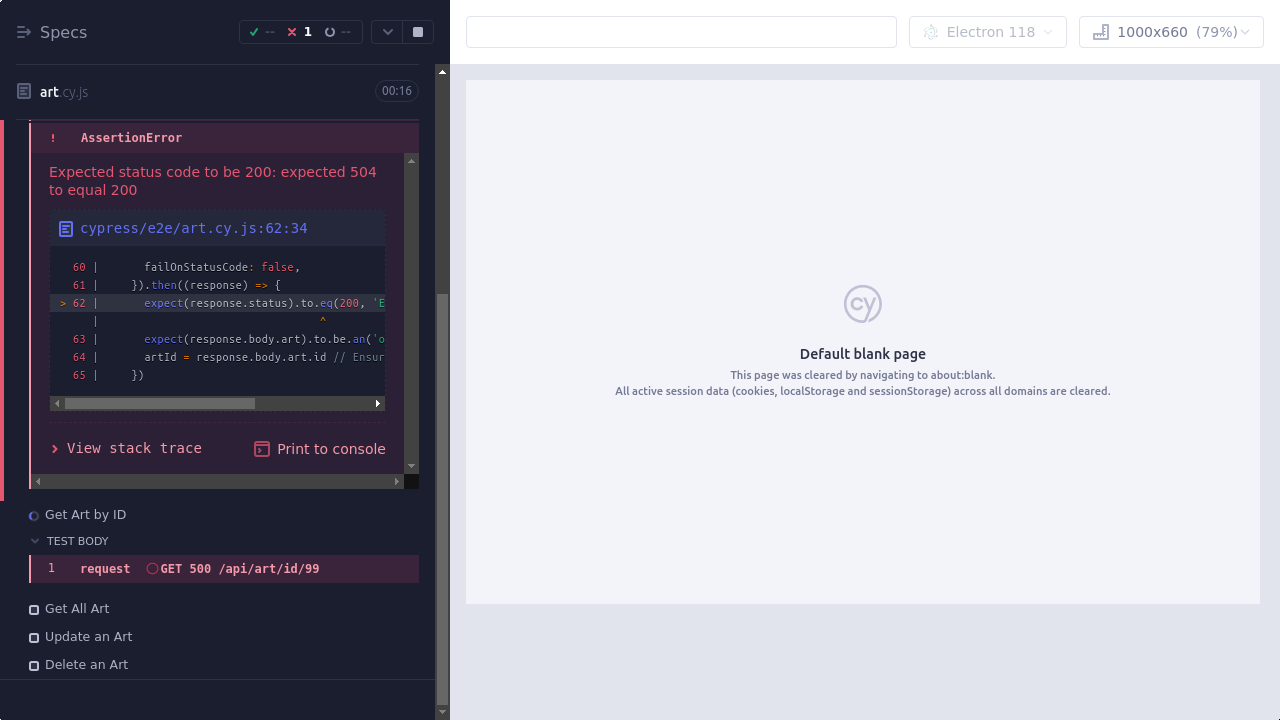 Specs
-- 1 --
art.cy.js 00:16
! AssertionError
Expected status code to be 200: expected 504
to equal 200
cypress/e2e/art.cy.js:62:34
60 | failOnStatusCode: false,
61 | }).then((response) => {
> 62 | expect(response.status).to.eq(200, 'E
| ^
63 | expect(response.body.art).to.be.an('o
64 | artId = response.body.art.id // Ensur
65 | })
View stack trace Print to console
Get Art by ID
TEST BODY
1 request GET 500 /api/art/id/99
Get All Art
Update an Art
Delete an Art
Electron 118 1000x660 (79%)
cy
Default blank page
This page was cleared by navigating to about:blank.
All active session data (cookies, localStorage and sessionStorage) across all domains are cleared.